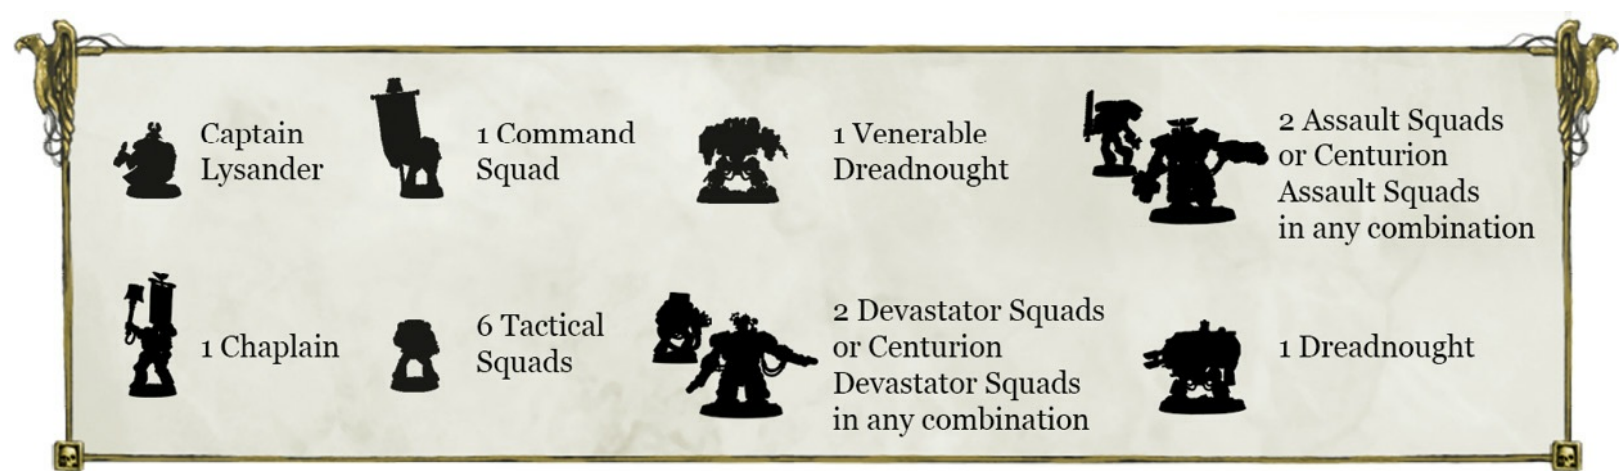 Captain
Lysander
1 Command
Squad
1 Venerable
Dreadnought
2 Assault Squads
or Centurion
Assault Squads
in any combination
1 Chaplain
6 Tactical
Squads
2 Devastator Squads
or Centurion
Devastator Squads
in any combination
1 Dreadnought